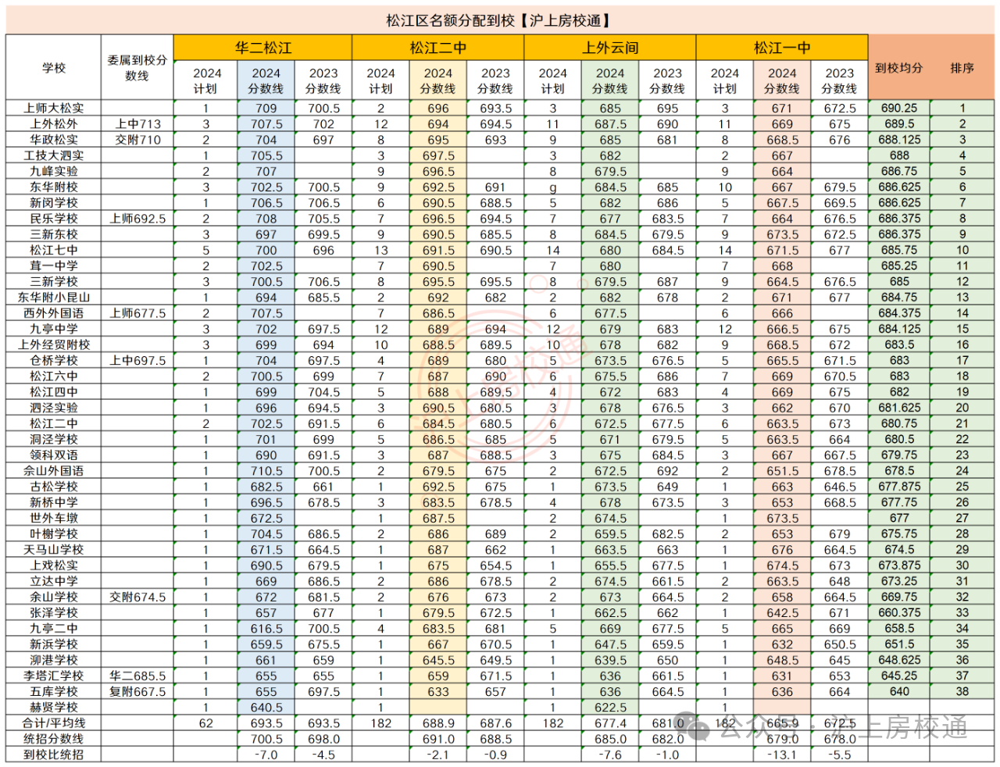 松江区名额分配到校【沪上房校通】
学校 委属到校分数线 华二松江 松江二中 上外云间 松江一中 到校均分 排序
2024计划 2024分数线 2023分数线 2024计划 2024分数线 2023分数线 2024计划 2024分数线 2023分数线 2024计划 2024分数线 2023分数线
上师大松实 1 709 700.5 2 696 693.5 3 685 695 3 671 672.5 690.25 1
上外松外 上中713 3 707.5 702 12 694 694.5 11 687.5 690 11 669 675 689.5 2
华政松实 交附710 2 704 697 8 695 693 9 685 681 8 668.5 676 688.125 3
工技大泗实 1 705.5 3 697.5 3 682 2 667 688 4
九峰实验 2 707 9 696.5 8 679.5 9 664 686.75 5
东华附校 3 702.5 700.5 9 692.5 691 g 684.5 685 10 667 679.5 686.625 6
新闵学校 1 706.5 706.5 6 690.5 688.5 5 682 686 5 667.5 669.5 686.625 7
民乐学校 上师692.5 2 708 705.5 7 696.5 694.5 7 677 683.5 7 664 676.5 686.375 8
三新东校 3 697 699.5 9 690.5 685.5 8 684.5 679.5 9 673.5 672.5 686.375 9
松江七中 5 700 696 13 691.5 690.5 14 680 684.5 14 671.5 677 685.75 10
茸一中学 2 702.5 7 690.5 7 680 7 668 685.25 11
三新学校 3 700.5 706.5 8 695.5 695.5 8 679.5 687 9 664.5 676.5 685 12
东华附小昆山 1 694 685.5 2 692 682 2 682 678 2 671 677 684.75 13
西外外国语 上师677.5 2 707.5 7 686.5 6 677.5 6 666 684.375 14
九亭中学 3 702 697.5 12 689 694 12 679 683 12 666.5 675 684.125 15
上外经贸附校 3 699 694 10 688.5 689.5 10 678 682 9 668.5 672 683.5 16
仓桥学校 上中697.5 1 704 697.5 4 689 680 5 673.5 676.5 5 665.5 671.5 683 17
松江六中 2 700.5 699 7 687 690 6 675.5 686 7 669 670.5 683 18
松江四中 1 699 704.5 5 688 689.5 4 672 683 4 669 675 682 19
泗泾实验 1 696 694.5 3 690.5 680.5 3 678 676.5 3 662 670 681.625 20
松江二中 2 702.5 691.5 6 684.5 680.5 6 672.5 677.5 6 663.5 673 680.75 21
洞泾学校 1 701 699 5 686.5 685 5 671 679.5 5 663.5 664 680.5 22
领科双语 1 690 691.5 3 687 688.5 3 675 684.5 3 667 667.5 679.75 23
佘山外国语 1 710.5 700.5 2 679.5 675 2 672.5 692 2 651.5 678.5 678.5 24
古松学校 1 682.5 661 1 692.5 675 1 673.5 649 1 663 646.5 677.875 25
新桥中学 1 696.5 678.5 3 683.5 678.5 4 678 673.5 3 653 668.5 677.75 26
世外车墩 1 672.5 1 687.5 2 674.5 1 673.5 677 27
叶榭学校 1 704.5 686.5 2 686 689 2 659.5 682.5 2 653 679 675.75 28
天马山学校 1 671.5 664.5 1 687 662 1 663.5 663 1 676 664.5 674.5 29
上戏松实 1 690.5 679.5 1 675 654.5 1 655.5 677.5 1 674.5 673 673.875 30
立达中学 1 669 686.5 2 686 678.5 2 674.5 661.5 2 663.5 648 673.25 31
余山学校 交附674.5 1 672 681.5 2 676 673 2 673 664.5 2 658 664.5 669.75 32
张泽学校 1 657 677 1 679.5 672.5 1 662.5 662 1 642.5 671 660.375 33
九亭二中 1 616.5 700.5 4 683.5 681 5 669 677.5 5 665 669 658.5 34
新浜学校 1 659.5 675.5 1 667 670.5 1 647.5 659.5 1 632 650.5 651.5 35
泖港学校 1 661 659 1 645.5 649.5 1 639.5 650 1 648.5 645 648.625 36
李塔汇学校 华二685.5 1 655 655 1 659 671.5 1 636 661.5 1 631 653 645.25 37
五库学校 复附667.5 1 655 697.5 1 633 657 1 636 664.5 1 636 664 640 38
赫贤学校 1 640.5 1 1 622.5 1
合计/平均线 62 693.5 693.5 182 688.9 687.6 182 677.4 681.0 182 665.9 672.5
统招分数线 700.5 698.0 691.0 688.5 685.0 682.0 679.0 678.0
到校比统招 -7.0 -4.5 -2.1 -0.9 -7.6 -1.0 -13.1 -5.5
沪上房校通
公众号·沪上房校通